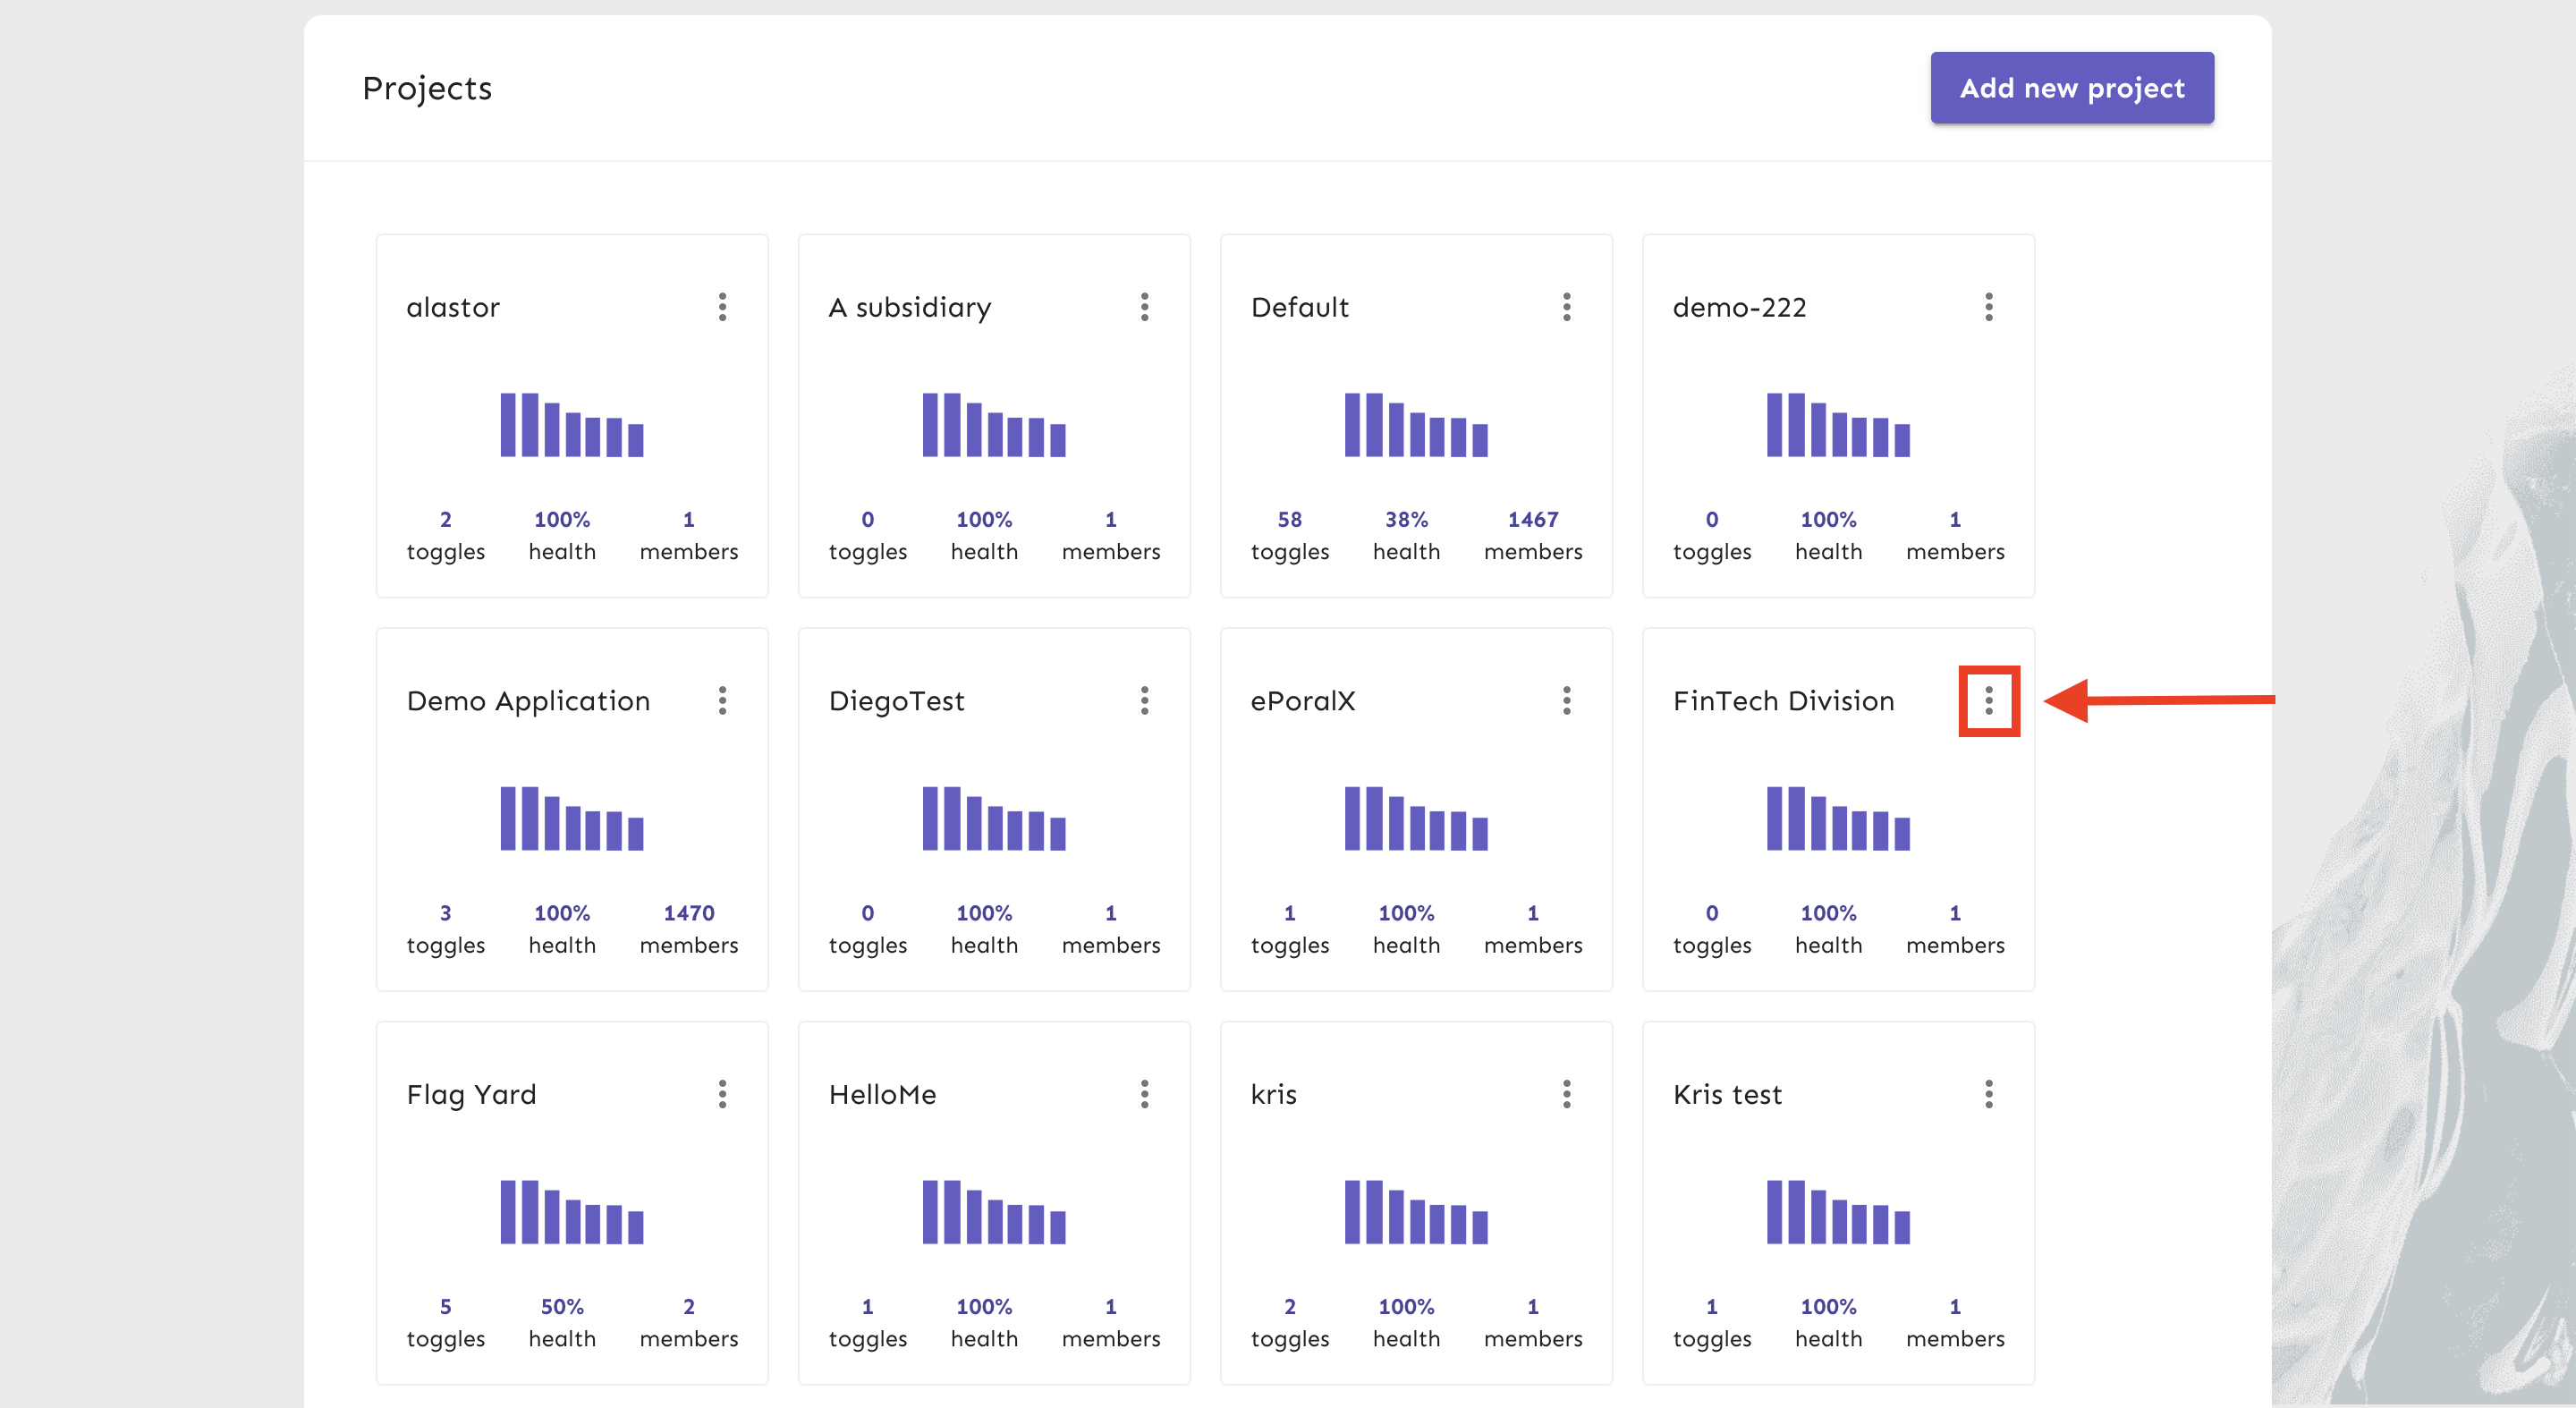 Projects
Add new project
alastor
A subsidiary
Default
demo-222
2 100% 1
toggles health members
0 100% 1
toggles health members
58 38% 1467
toggles health members
0 100% 1
toggles health members
Demo Application
DiegoTest
ePoralX
FinTech Division
3 100% 1470
toggles health members
0 100% 1
toggles health members
1 100% 1
toggles health members
0 100% 1
toggles health members
Flag Yard
HelloMe
kris
Kris test
5 50% 2
toggles health members
1 100% 1
toggles health members
2 100% 1
toggles health members
1 100% 1
toggles health members